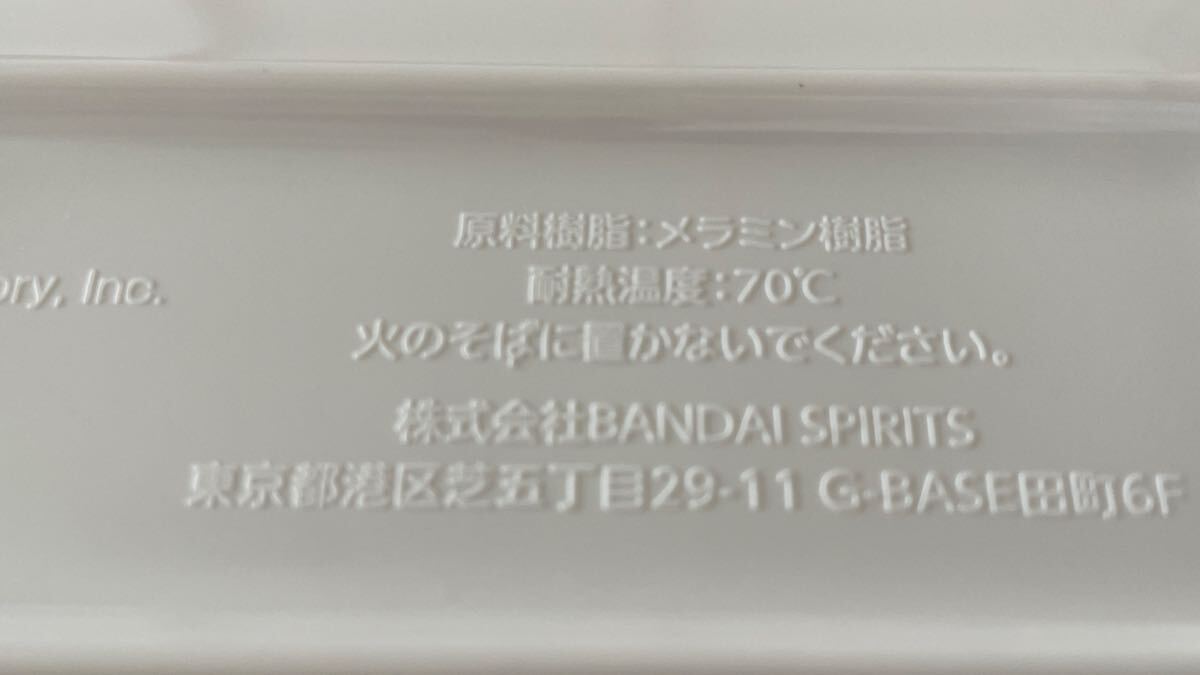 原料樹脂：メラミン樹脂
ory, Inc.
耐熱温度：70℃
火のそばに置かないでください。
株式会社BANDAI SPIRITS
東京都港区芝五丁目29-11 G-BASE田町6F